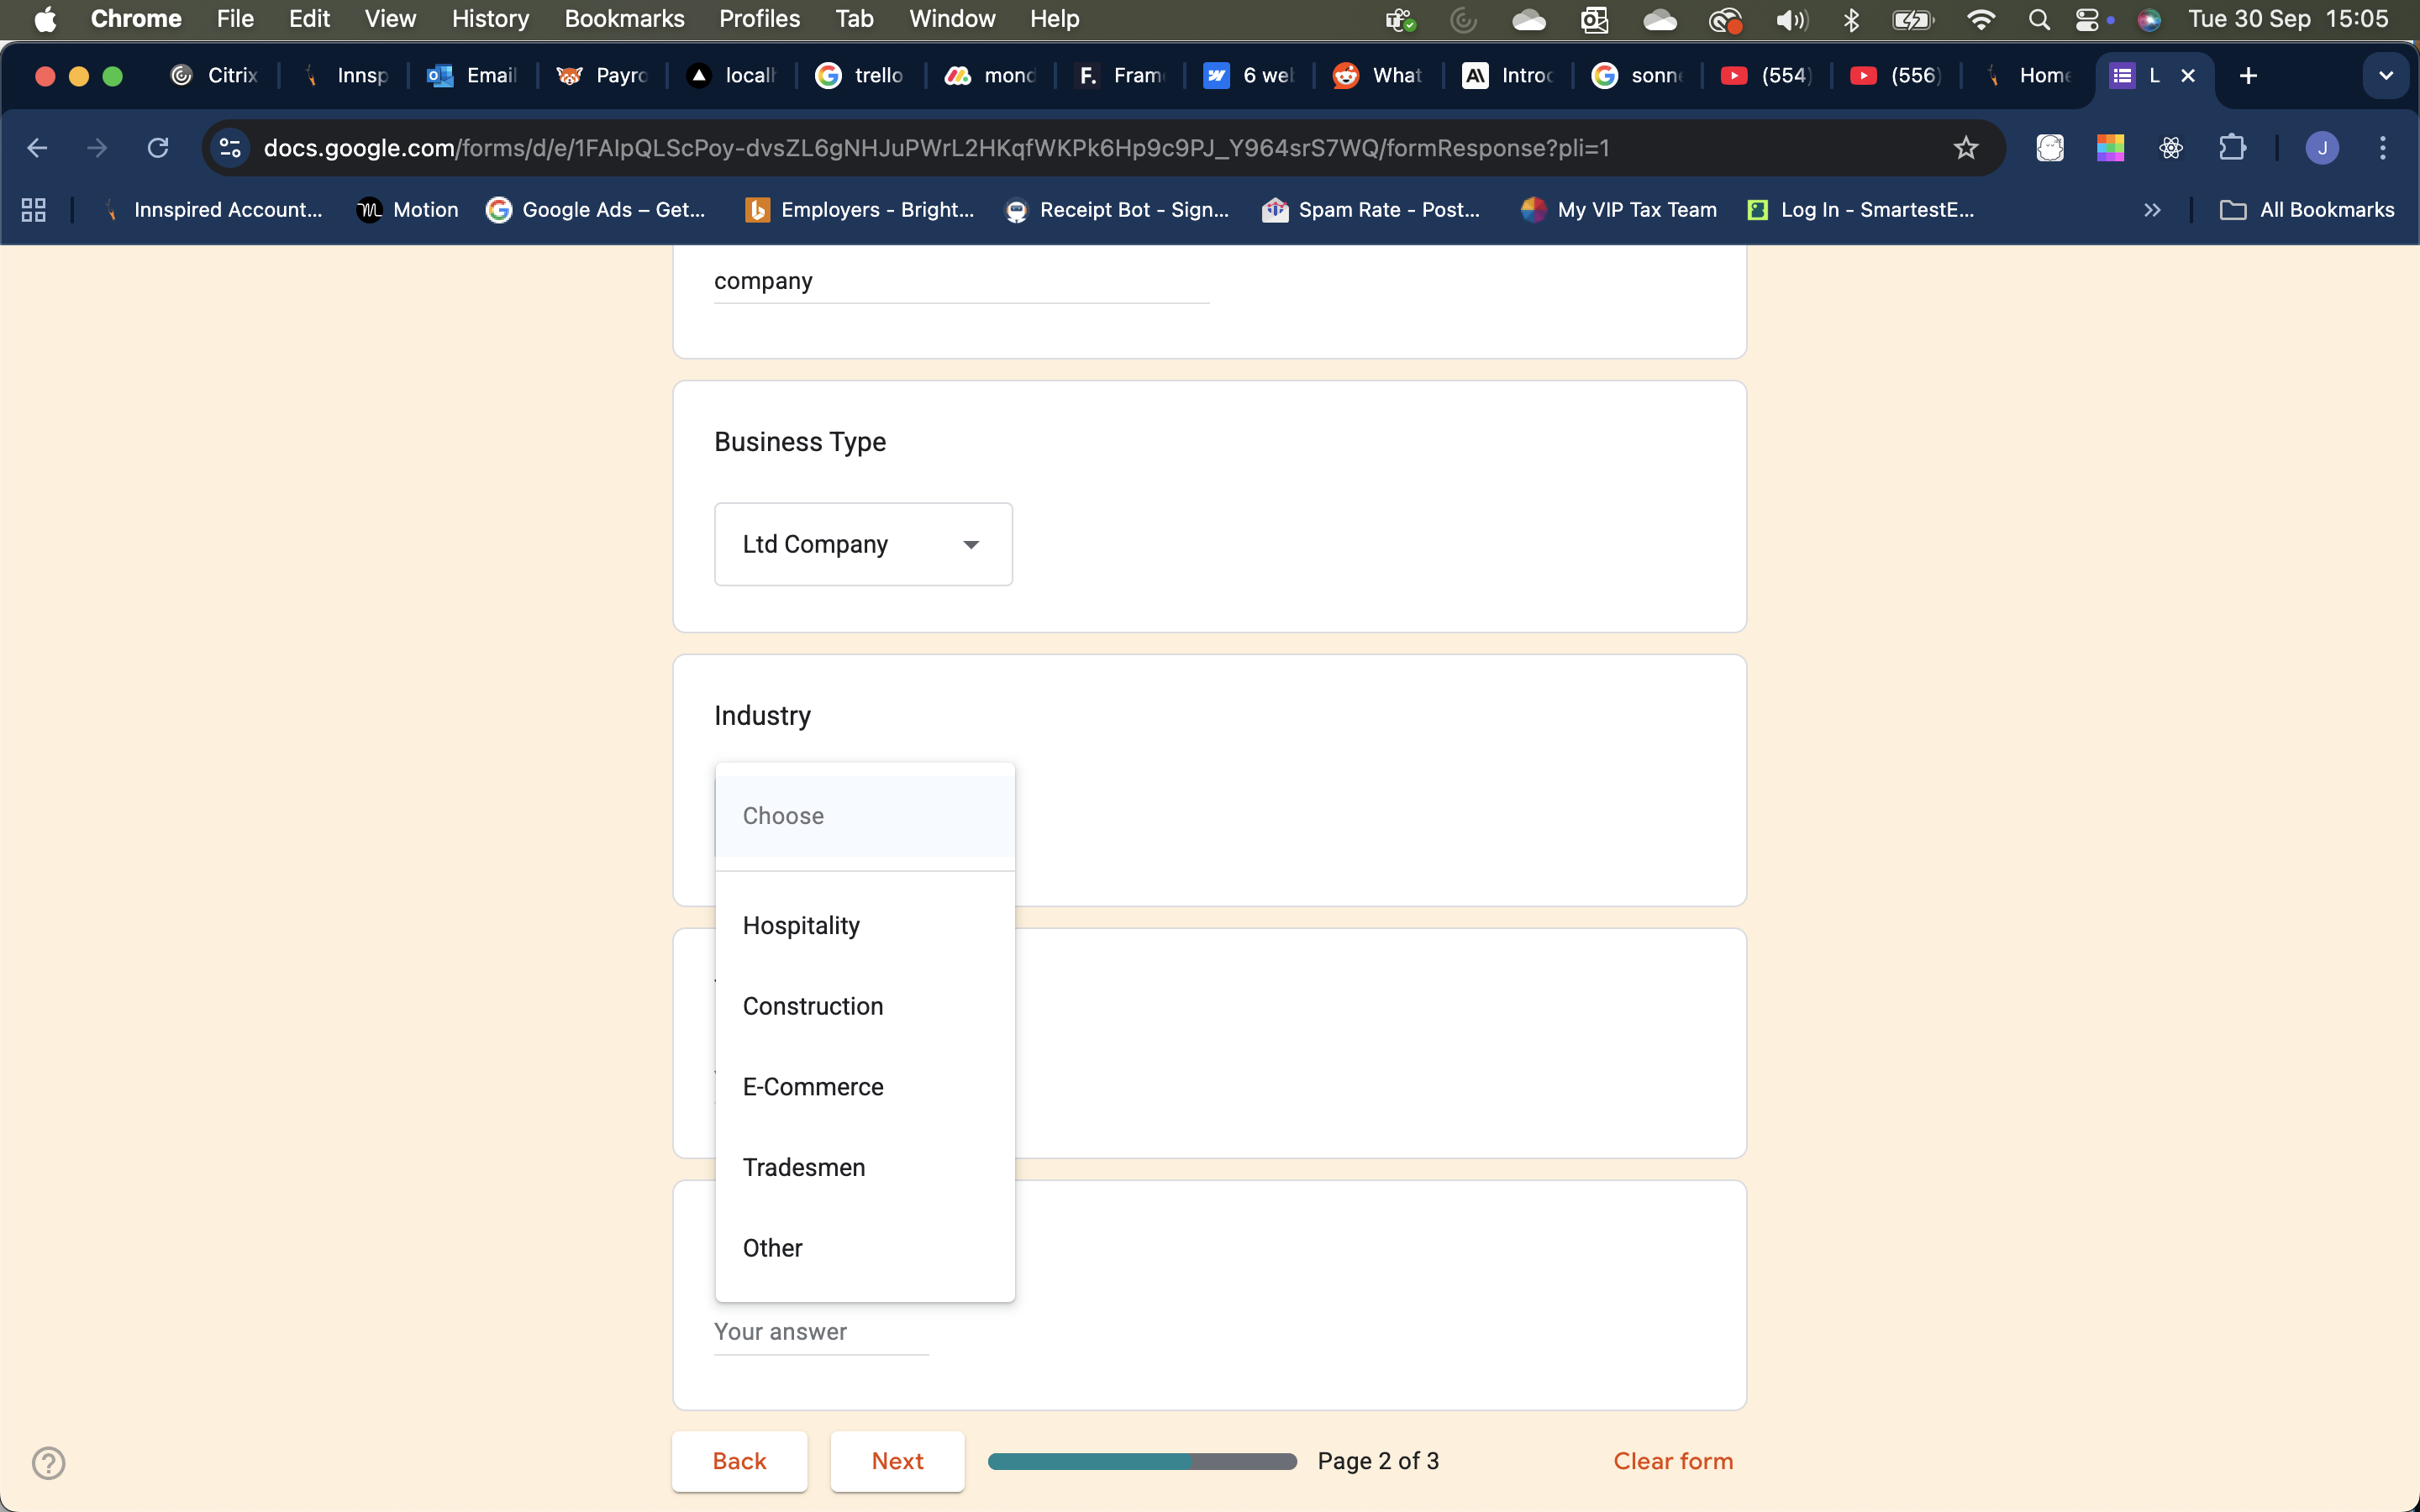 Chrome File Edit View History Bookmarks Profiles Tab Window Help Tue 30 Sep 15:05
Citrix Innsp Email Payro localh trello mond Fram 6 web What Introd sonne (554) (556) Home L
docs.google.com/forms/d/e/1FAIpQLScPoy-dvsZL6gNHJuPWrL2HKqfWKPk6Hp9c9PJ_Y964srS7WQ/formResponse?pli=1 J
Innspired Account... Motion Google Ads – Get... Employers - Bright... Receipt Bot - Sign... Spam Rate - Post... My VIP Tax Team Log In - SmartestE... All Bookmarks
company
Business Type
Ltd Company
Industry
Choose
Hospitality
Construction
E-Commerce
Tradesmen
Other
Your answer
Back Next Page 2 of 3 Clear form